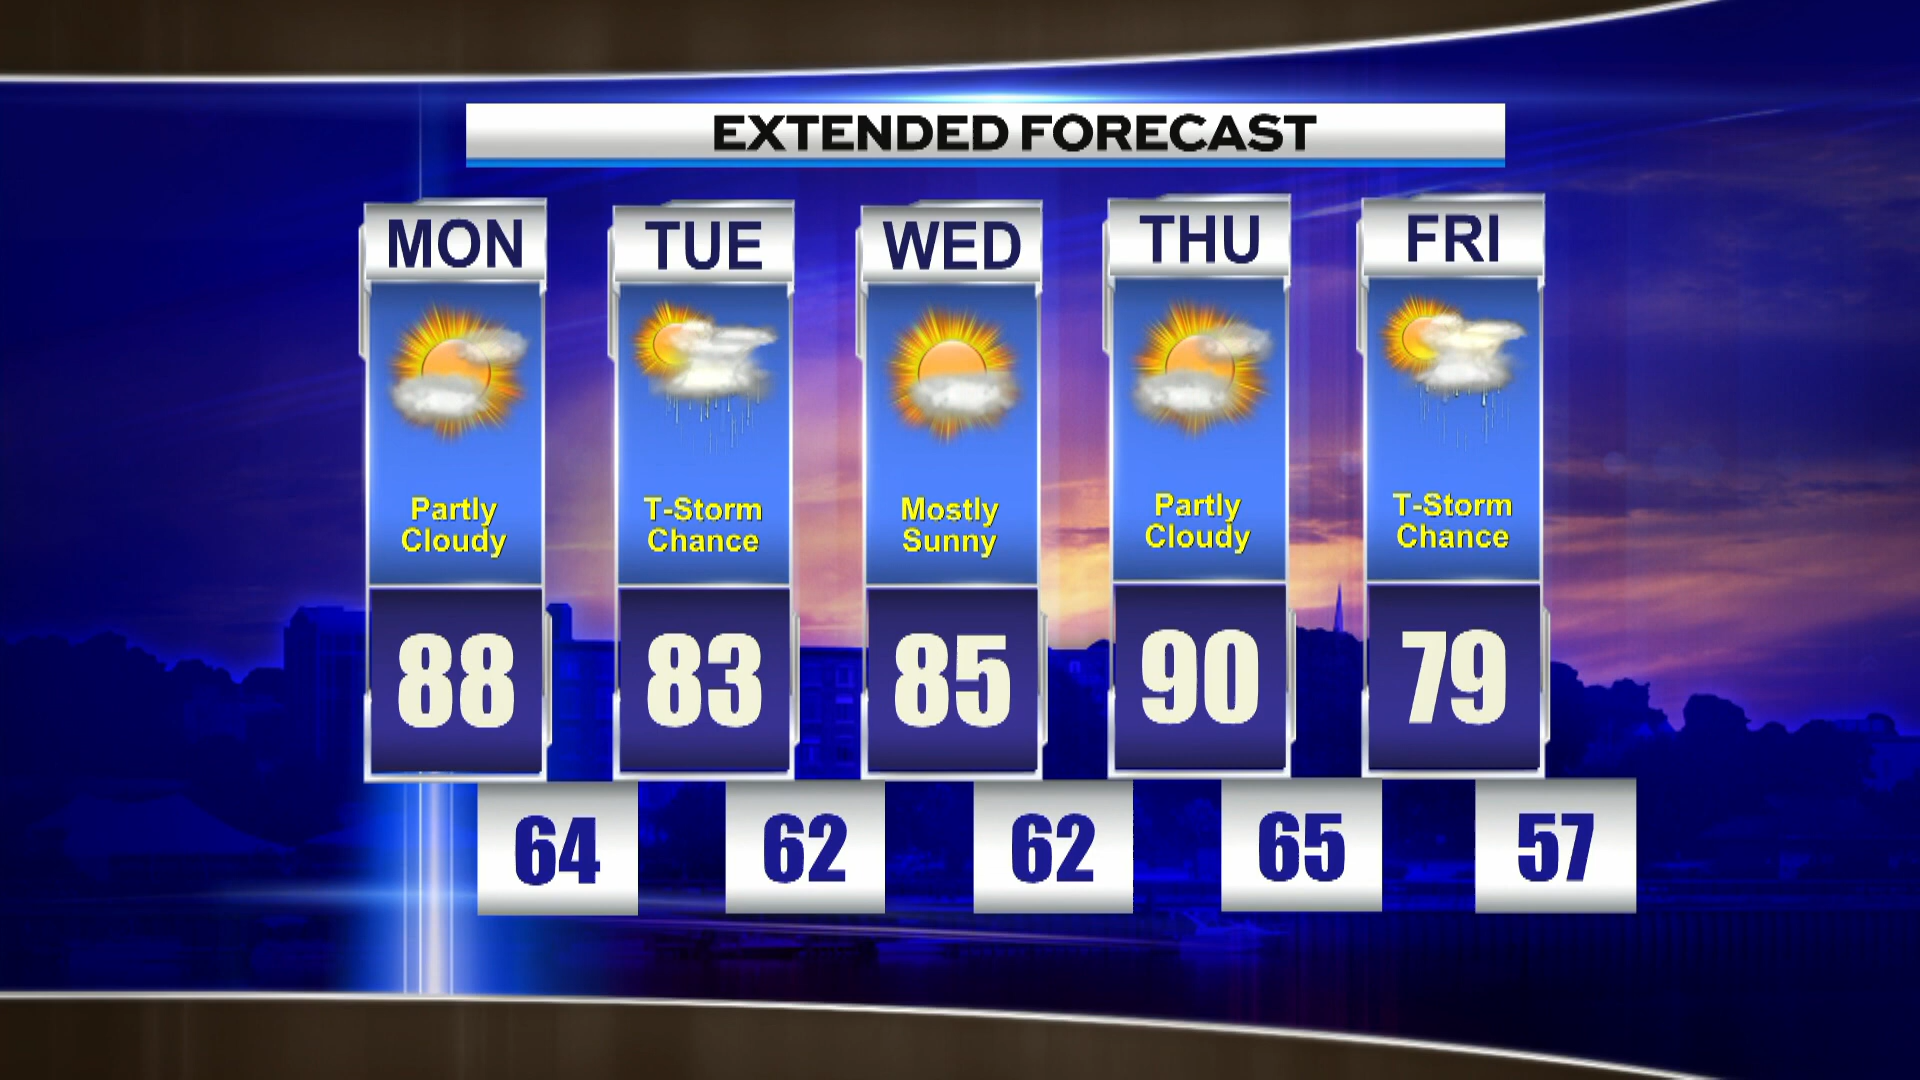 EXTENDED FORECAST
MON
TUE
WED
THU
FRI
Partly
Cloudy
T-Storm
Chance
Mostly
Sunny
Partly
Cloudy
T-Storm
Chance
88
83
85
90
79
64
62
62
65
57